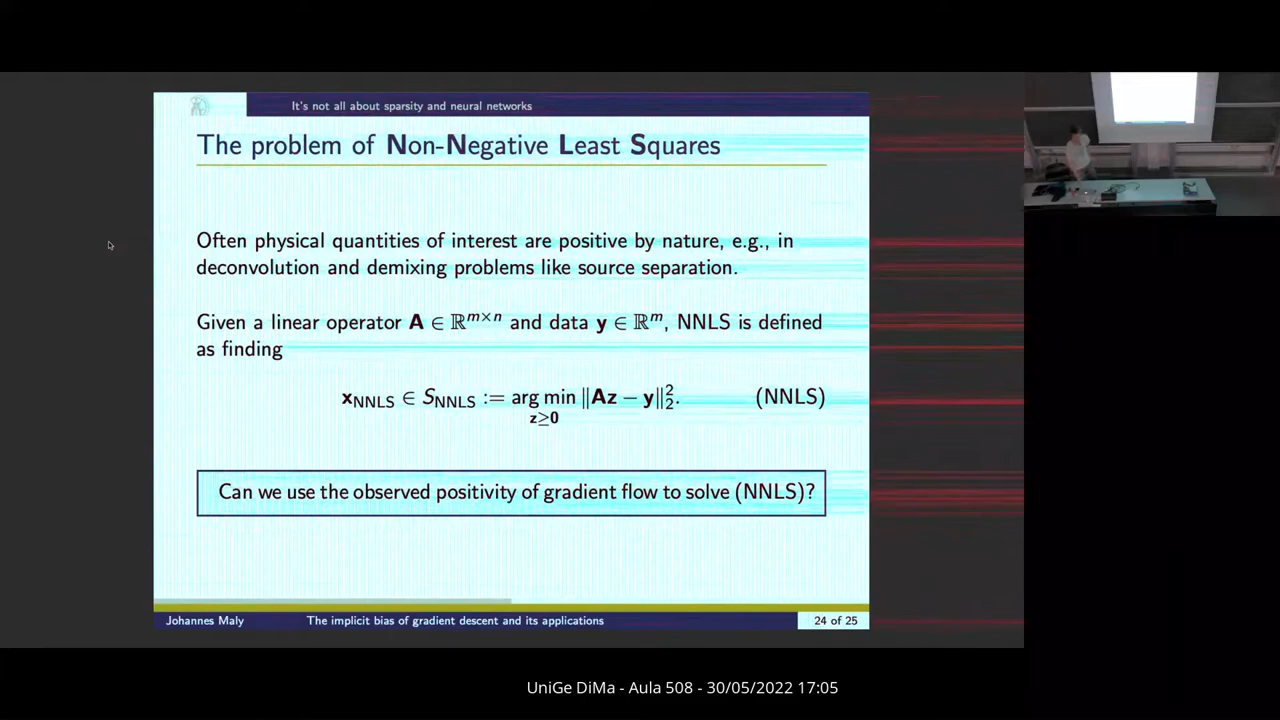 It's not all about sparsity and neural networks
The problem of Non-Negative Least Squares
Often physical quantities of interest are positive by nature, e.g., in
deconvolution and demixing problems like source separation.
Given a linear operator A ∈ ℝ^{m×n} and data y ∈ ℝ^m, NNLS is defined
as finding
x_NNLS ∈ S_NNLS := arg min_{z≥0} ‖Az − y‖₂². (NNLS)
Can we use the observed positivity of gradient flow to solve (NNLS)?
Johannes Maly The implicit bias of gradient descent and its applications 24 of 25
UniGe DiMa - Aula 508 - 30/05/2022 17:05